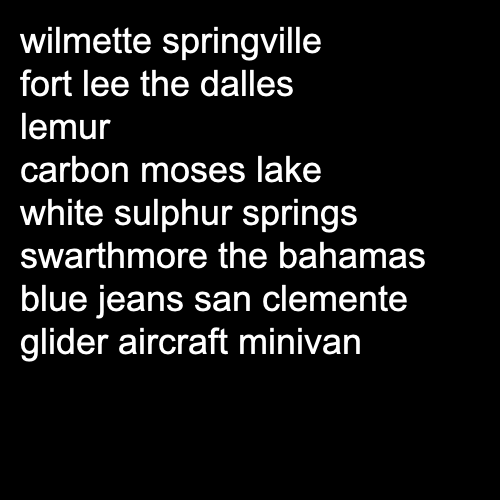 wilmette springville
fort lee the dalles
lemur
carbon moses lake
white sulphur springs
swarthmore the bahamas
blue jeans san clemente
glider aircraft minivan